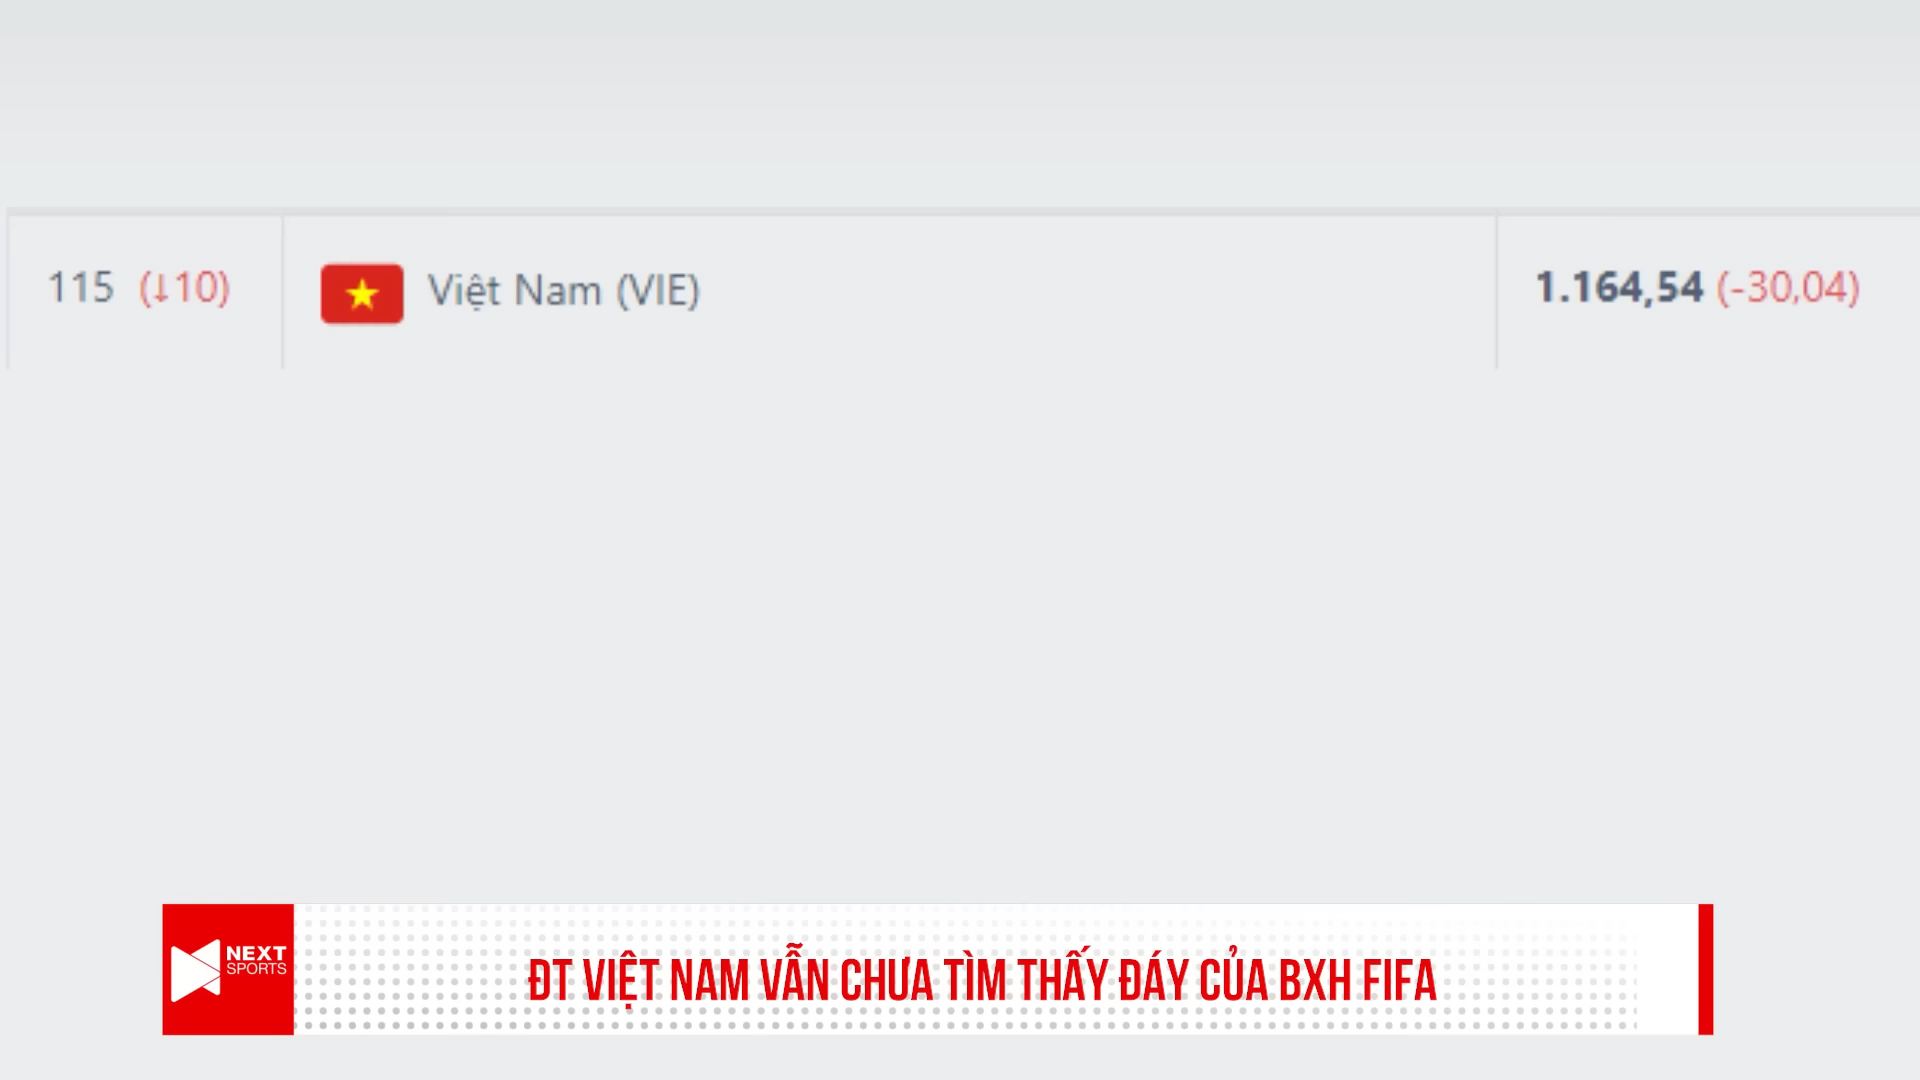 115 (↓10) Việt Nam (VIE) 1.164,54 (-30,04)
NEXT
SPORTS
ĐT VIỆT NAM VẪN CHƯA TÌM THẤY ĐÁY CỦA BXH FIFA